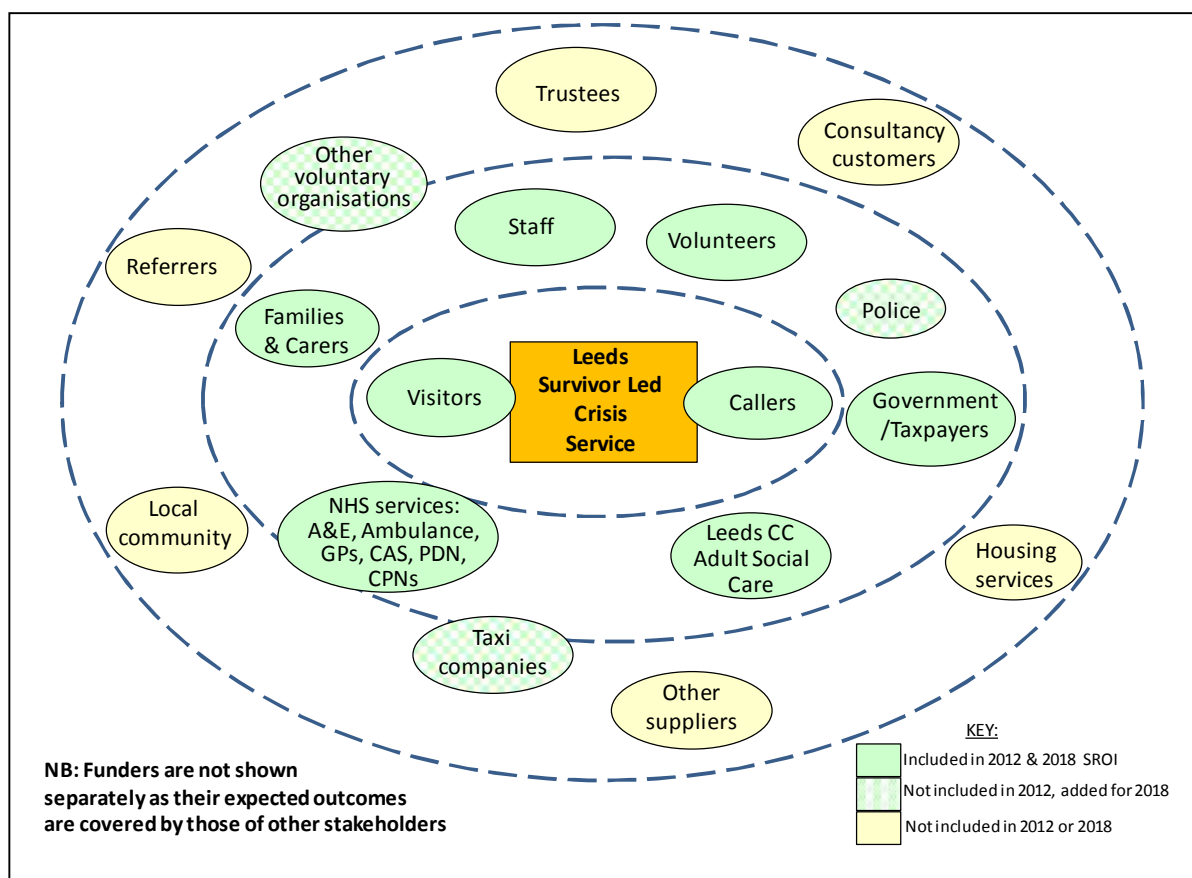 Trustees
Consultancy
customers
Other
voluntary
organisations
Staff
Volunteers
Referrers
Police
Families
& Carers
Leeds
Survivor Led
Crisis
Service
Visitors
Callers
Government
/Taxpayers
Local
community
NHS services:
A&E, Ambulance,
GPs, CAS, PDN,
CPNs
Leeds CC
Adult Social
Care
Housing
services
Taxi
companies
Other
suppliers
NB: Funders are not shown
separately as their expected outcomes
are covered by those of other stakeholders
KEY:
Included in 2012 & 2018 SROI
Not included in 2012, added for 2018
Not included in 2012 or 2018